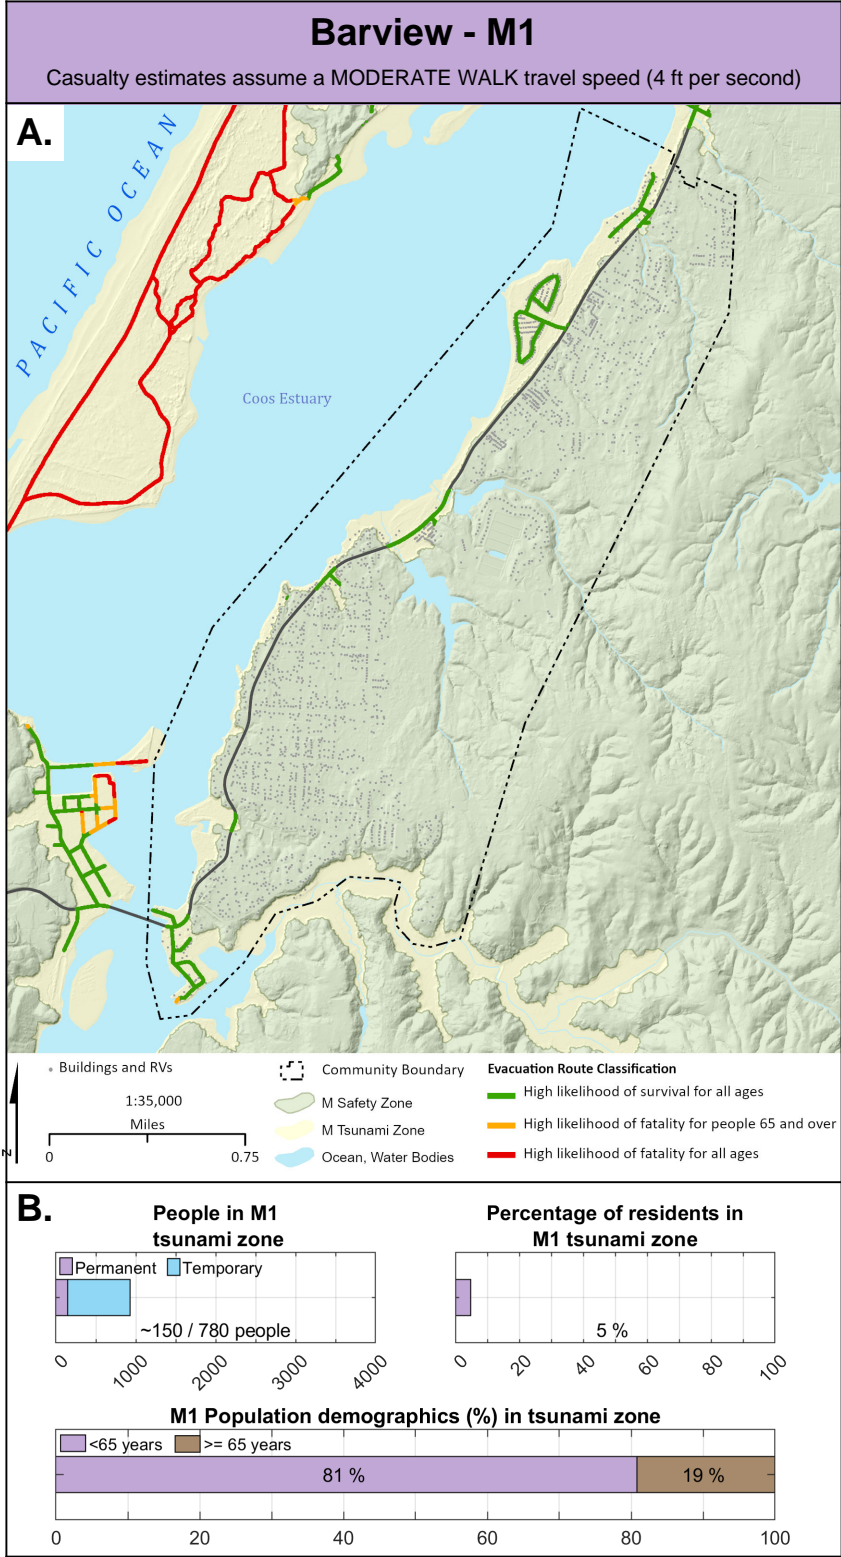 Barview - M1
Casualty estimates assume a MODERATE WALK travel speed (4 ft per second)
A.
PACIFIC OCEAN
Coos Estuary
Buildings and RVs
1:35,000
Miles
0 0.75
z
Community Boundary
M Safety Zone
M Tsunami Zone
Ocean, Water Bodies
Evacuation Route Classification
High likelihood of survival for all ages
High likelihood of fatality for people 65 and over
High likelihood of fatality for all ages
B.
People in M1
tsunami zone
Permanent Temporary
~150 / 780 people
0 1000 2000 3000 4000
Percentage of residents in
M1 tsunami zone
5 %
0 20 40 60 80 100
M1 Population demographics (%) in tsunami zone
<65 years >= 65 years
81 % 19 %
0 20 40 60 80 100